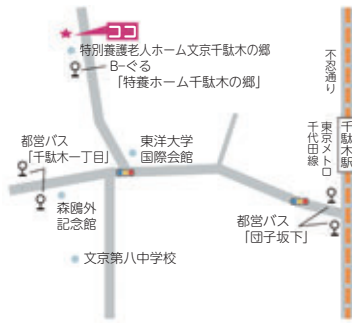 ココ
特別養護老人ホーム文京千駄木の郷
B-ぐる
「特養ホーム千駄木の郷」
不忍通り
都営バス
「千駄木一丁目」
東洋大学
国際会館
千駄木駅
東京メトロ
千代田線
森鴎外
記念館
都営バス
「団子坂下」
文京第八中学校